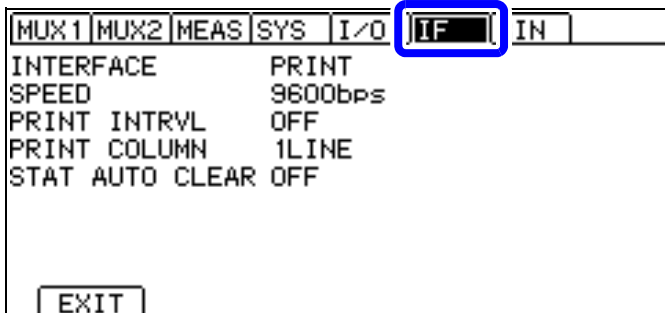 MUX1 MUX2 MEAS SYS I/O IF IN
INTERFACE PRINT
SPEED 9600bps
PRINT INTRVL OFF
PRINT COLUMN 1LINE
STAT AUTO CLEAR OFF
EXIT